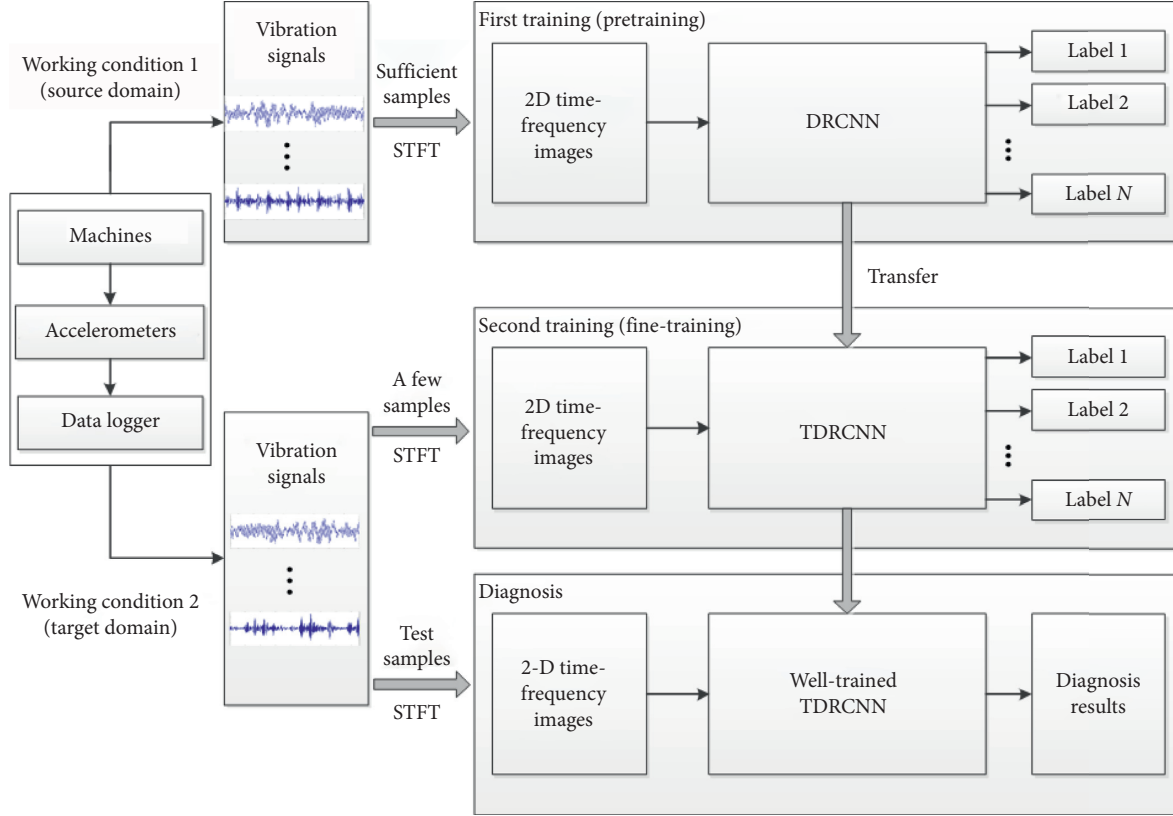 Working condition 1
(source domain)
Machines
Accelerometers
Data logger
Working condition 2
(target domain)
Vibration
signals
Sufficient
samples
STFT
First training (pretraining)
2D time-
frequency
images
DRCNN
Label 1
Label 2
Label N
Transfer
Vibration
signals
A few
samples
STFT
Second training (fine-training)
2D time-
frequency
images
TDRCNN
Label 1
Label 2
Label N
Test
samples
STFT
Diagnosis
2-D time-
frequency
images
Well-trained
TDRCNN
Diagnosis
results